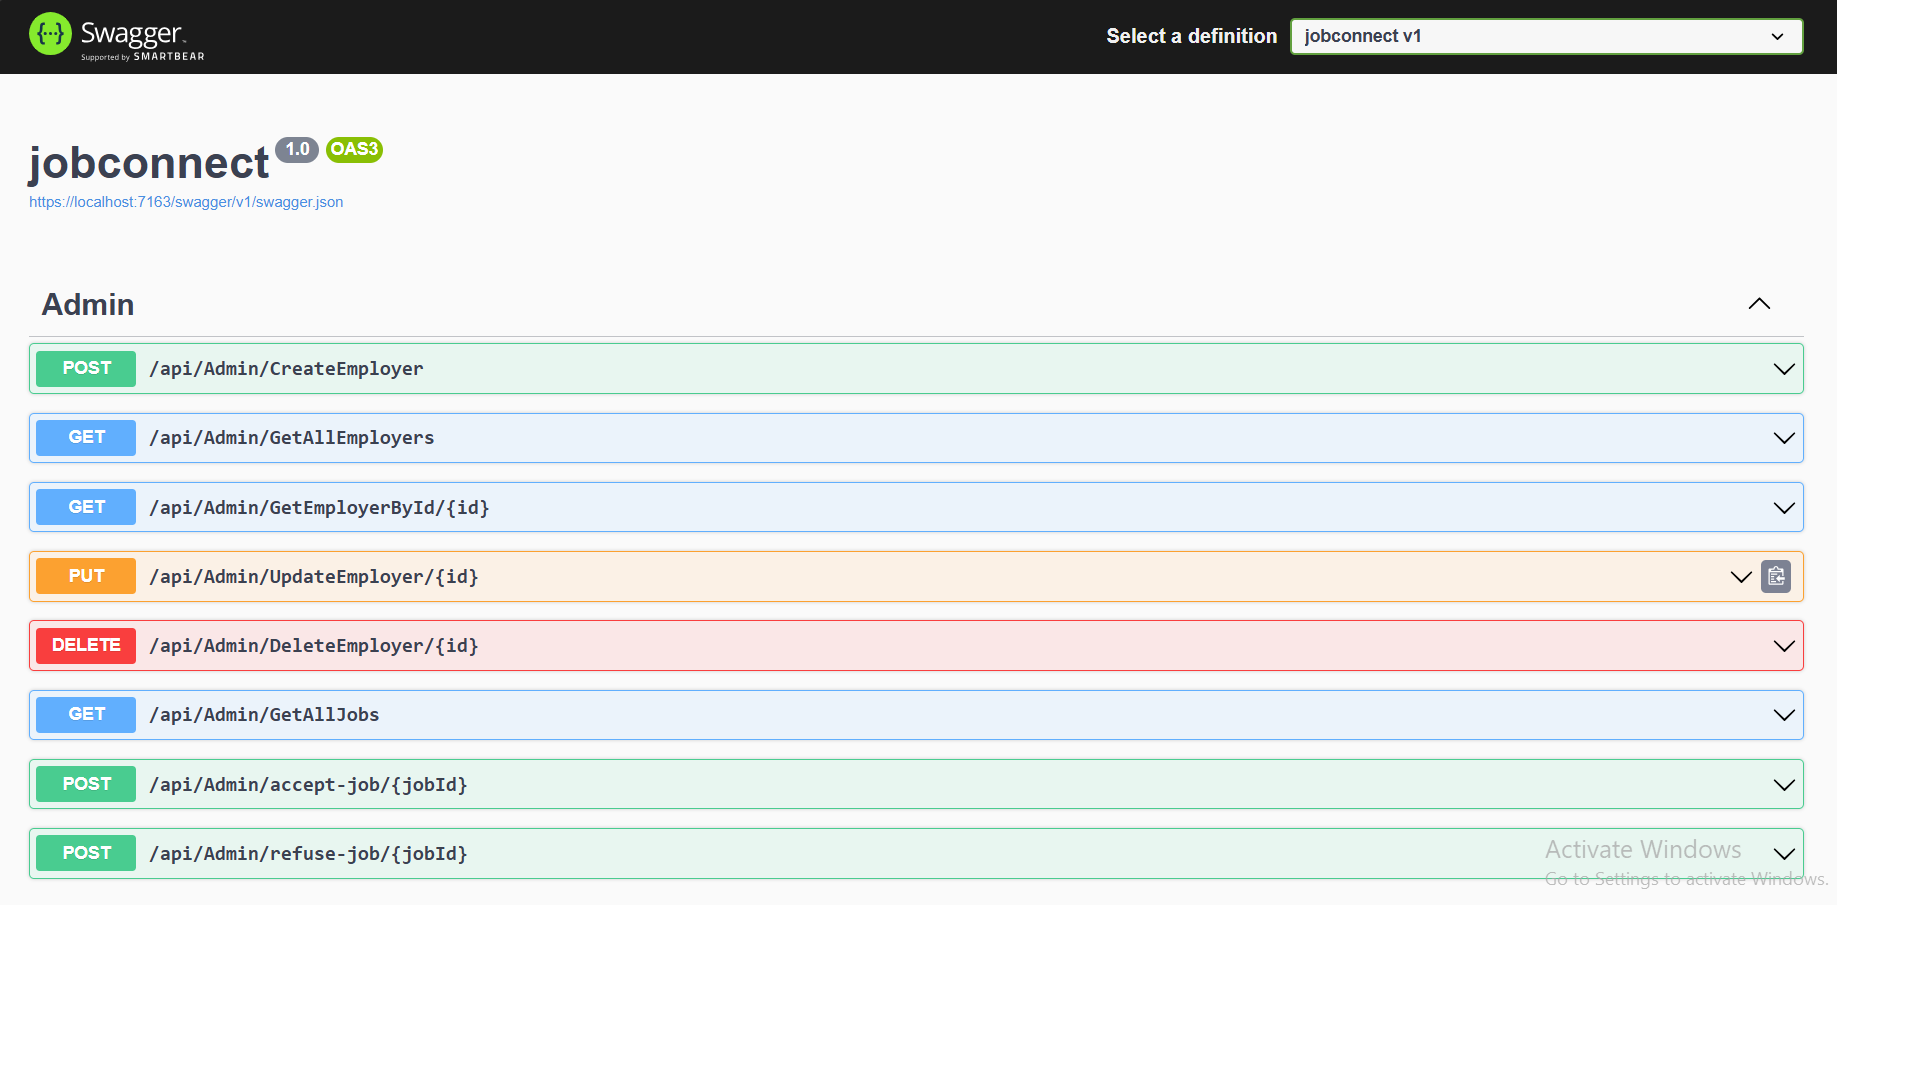 Swagger
Supported by SMARTBEAR
Select a definition
jobconnect v1
jobconnect 1.0 OAS3
https://localhost:7163/swagger/v1/swagger.json
Admin
POST /api/Admin/CreateEmployer
GET /api/Admin/GetAllEmployers
GET /api/Admin/GetEmployerById/{id}
PUT /api/Admin/UpdateEmployer/{id}
DELETE /api/Admin/DeleteEmployer/{id}
GET /api/Admin/GetAllJobs
POST /api/Admin/accept-job/{jobId}
POST /api/Admin/refuse-job/{jobId}
Activate Windows
Go to Settings to activate Windows.